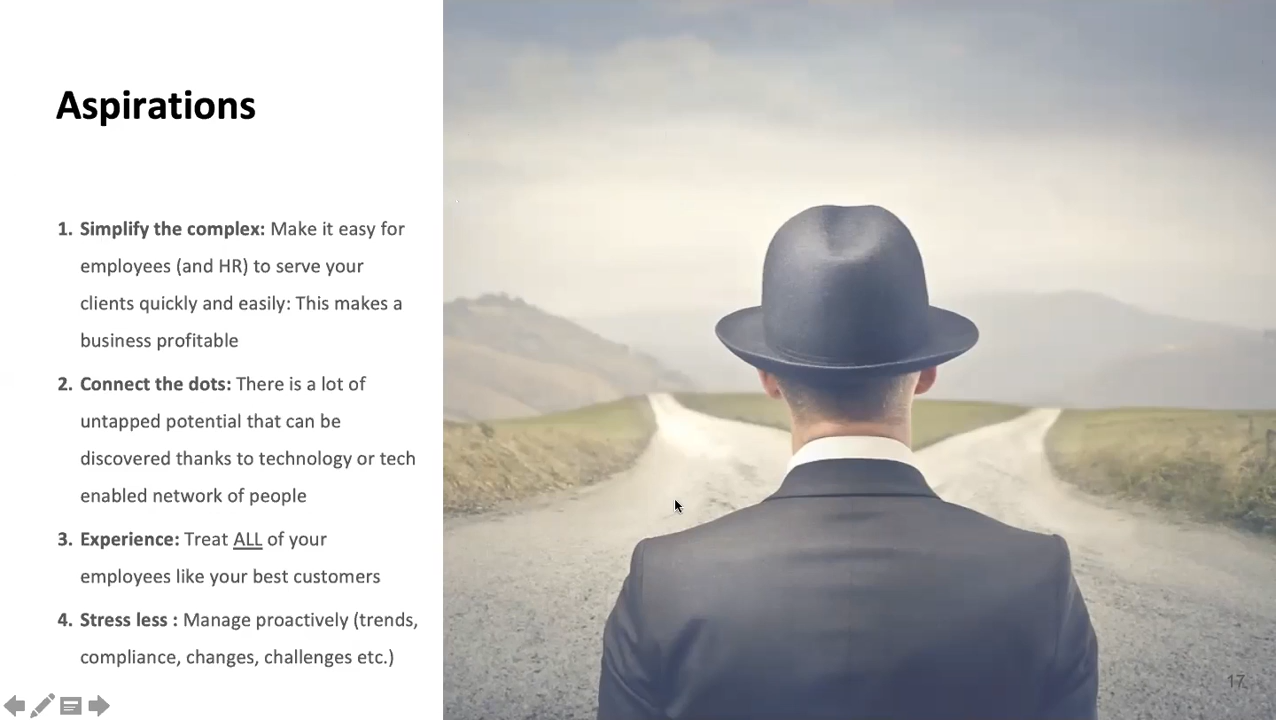 Aspirations
1. Simplify the complex: Make it easy for
employees (and HR) to serve your
clients quickly and easily: This makes a
business profitable
2. Connect the dots: There is a lot of
untapped potential that can be
discovered thanks to technology or tech
enabled network of people
3. Experience: Treat ALL of your
employees like your best customers
4. Stress less : Manage proactively (trends,
compliance, changes, challenges etc.)
17